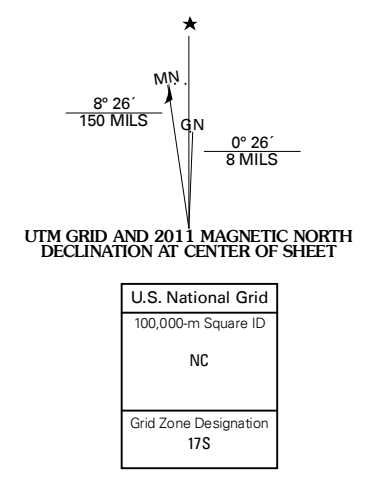 ★
MN
8° 26´
150 MILS
GN
0° 26´
8 MILS
UTM GRID AND 2011 MAGNETIC NORTH
DECLINATION AT CENTER OF SHEET
U.S. National Grid
100,000-m Square ID
NC
Grid Zone Designation
17S